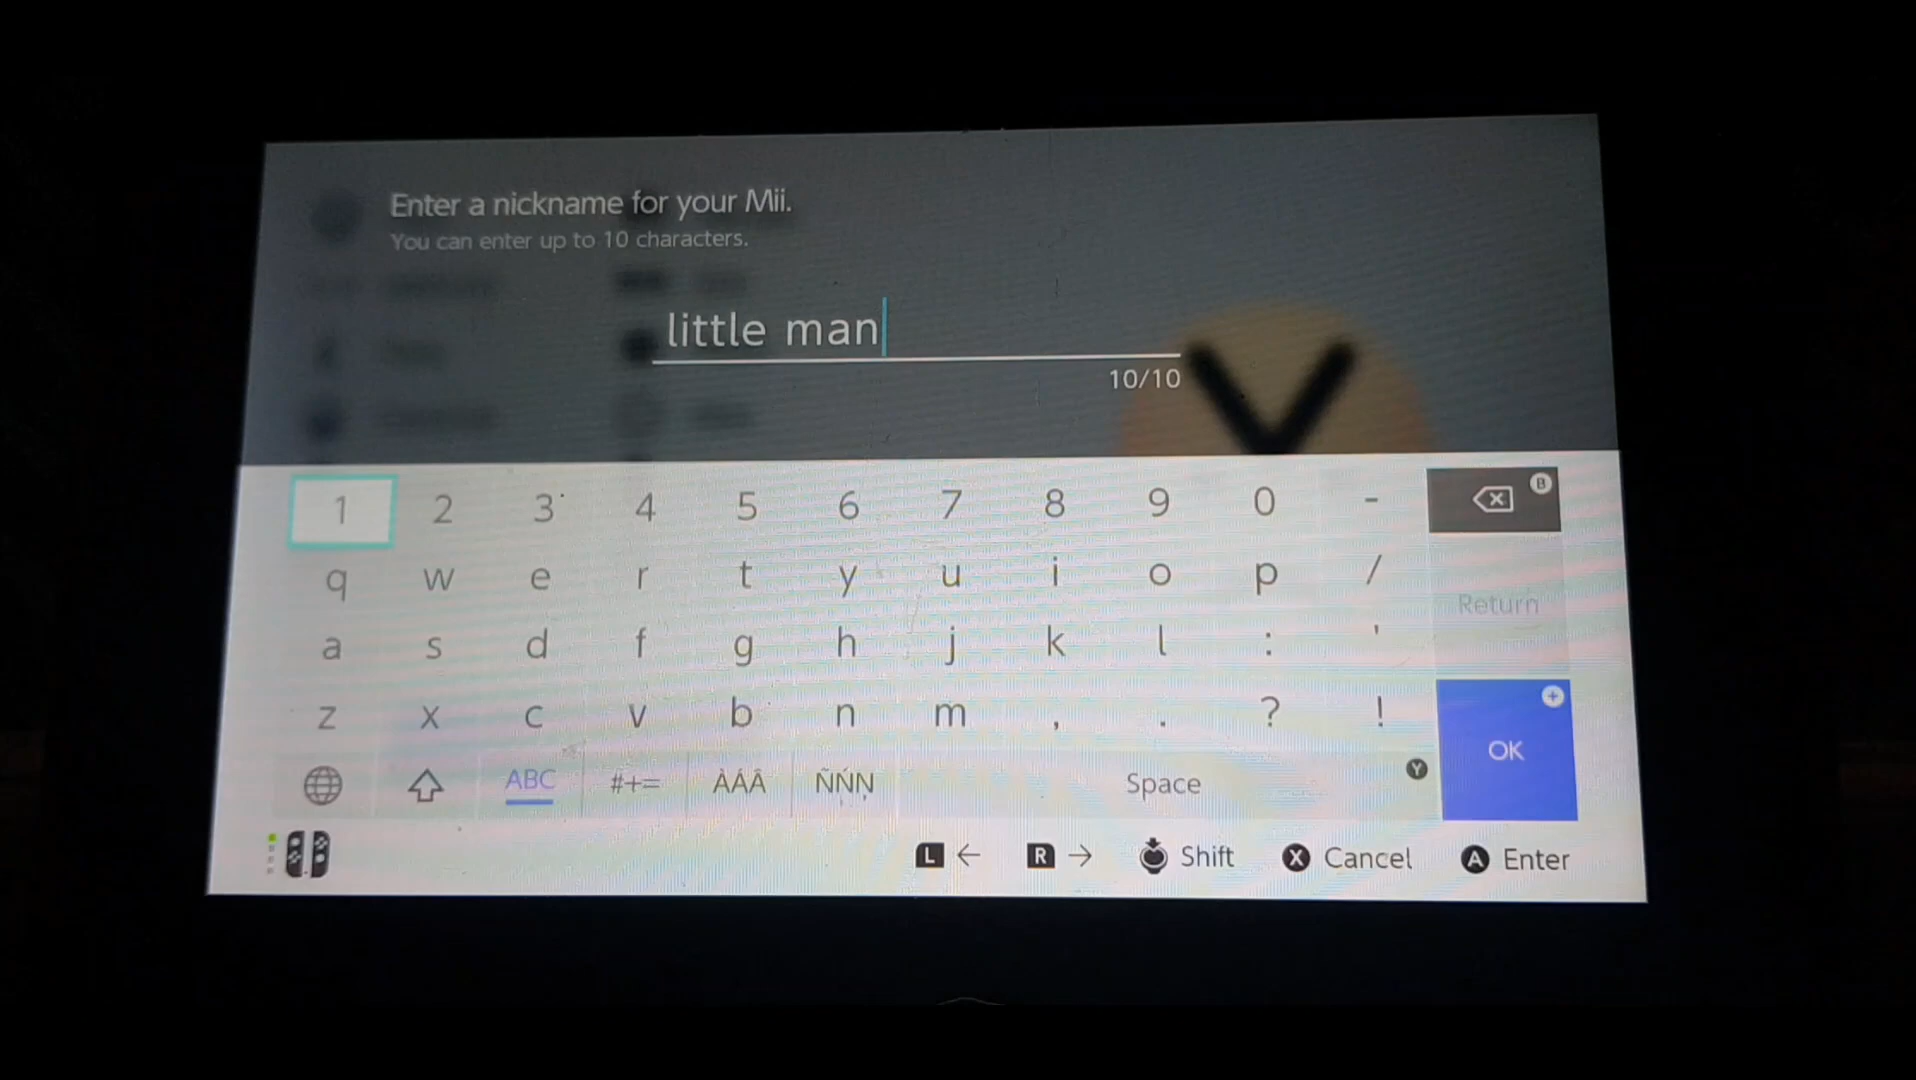 Enter a nickname for your Mii.
You can enter up to 10 characters.
little man
10/10
1 2 3 4 5 6 7 8 9 0 - B
q w e r t y u i o p /
Return
a s d f g h j k l : '
z x c v b n m , . ? ! +
OK
ABC #+= ÀÁÂ ÑŃŅ Space Y
L ← R → Shift X Cancel A Enter